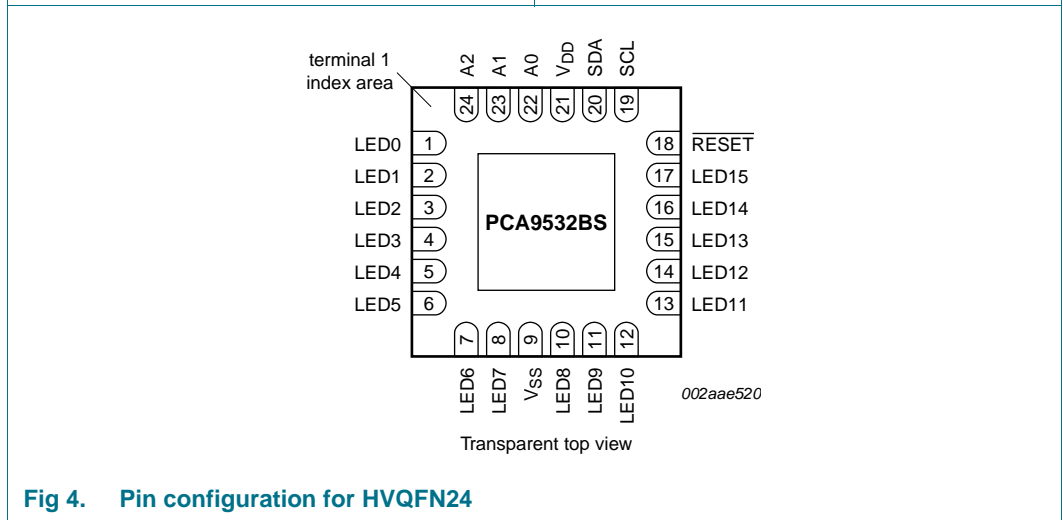 terminal 1
index area
A2
A1
A0
VDD
SDA
SCL
24
23
22
21
20
19
LED0 1
LED1 2
LED2 3
LED3 4
LED4 5
LED5 6
18 RESET
17 LED15
16 LED14
15 LED13
14 LED12
13 LED11
PCA9532BS
7
8
9
10
11
12
LED6
LED7
VSS
LED8
LED9
LED10
002aae520
Transparent top view
Fig 4. Pin configuration for HVQFN24